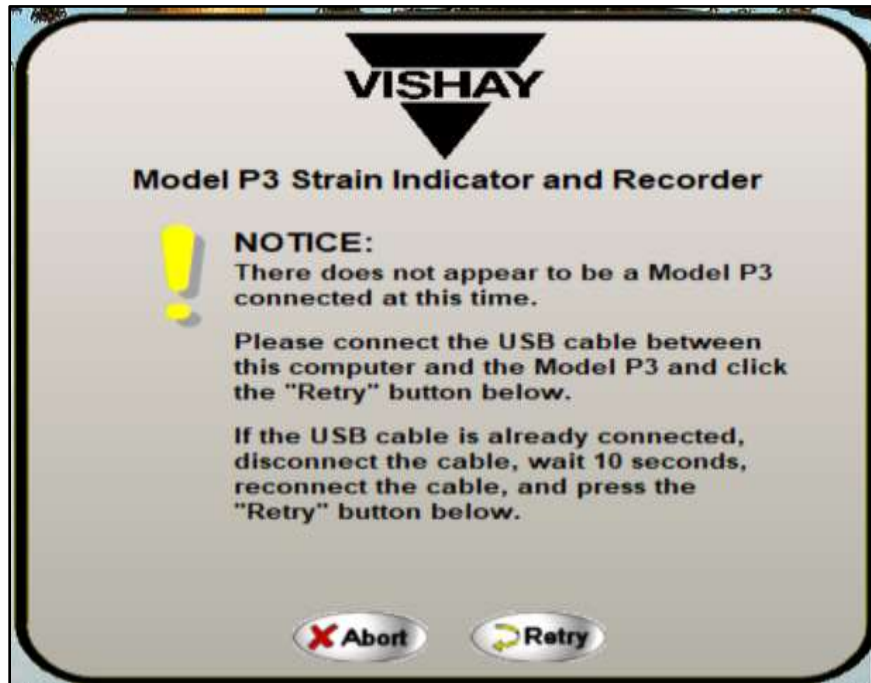 VISHAY
Model P3 Strain Indicator and Recorder
NOTICE:
There does not appear to be a Model P3
connected at this time.
Please connect the USB cable between
this computer and the Model P3 and click
the "Retry" button below.
If the USB cable is already connected,
disconnect the cable, wait 10 seconds,
reconnect the cable, and press the
"Retry" button below.
Abort
Retry